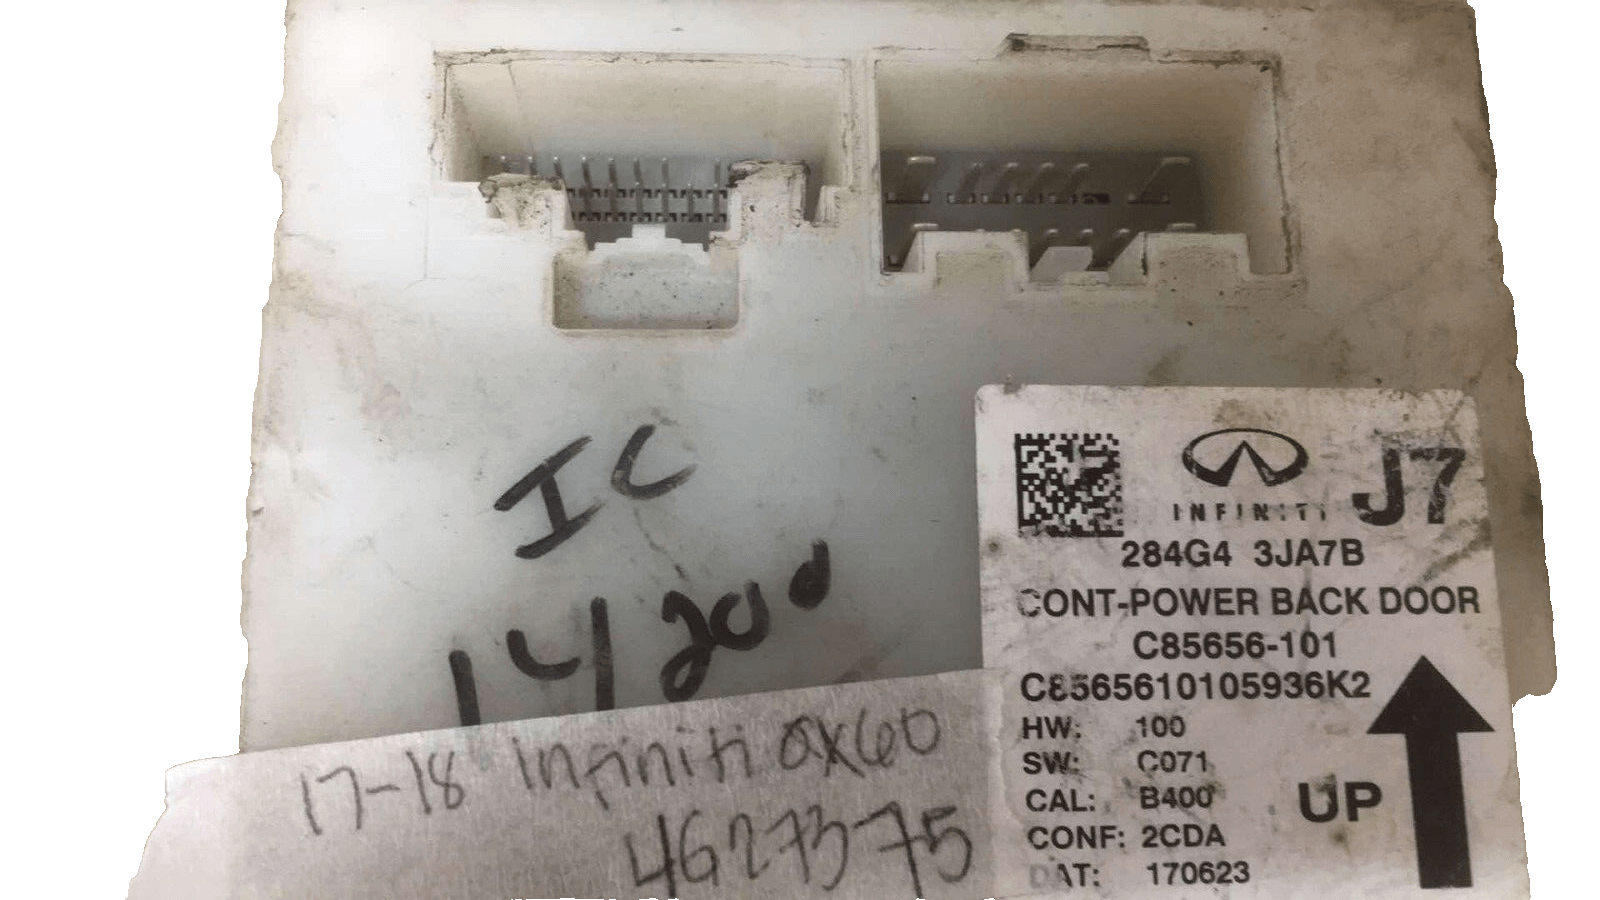 IC
14200
INFINITI
J7
284G4 3JA7B
CONT-POWER BACK DOOR
C85656-101
C8565610105936K2
HW: 100
SW: C071
CAL: B400
CONF: 2CDA
DAT: 170623
UP
17-18 Infiniti QX60
4627375